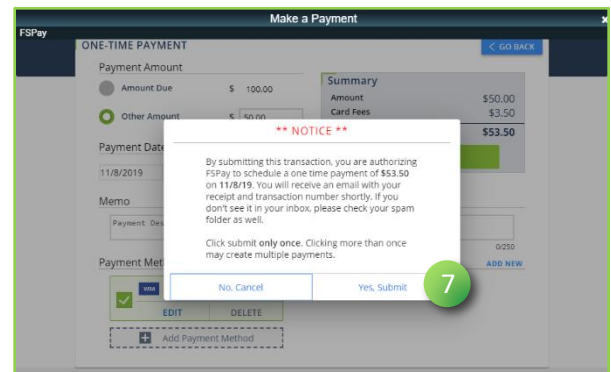 Make a Payment
x
FSPay
ONE-TIME PAYMENT
< GO BACK
Payment Amount
Amount Due $ 100.00
Other Amount $ 50.00
Summary
Amount $50.00
Card Fees $3.50
$53.50
** NOTICE **
By submitting this transaction, you are authorizing
FSPay to schedule a one time payment of $53.50
on 11/8/19. You will receive an email with your
receipt and transaction number shortly. If you
don't see it in your inbox, please check your spam
folder as well.
Click submit only once. Clicking more than once
may create multiple payments.
No, Cancel
Yes, Submit
7
Payment Date
11/8/2019
Memo
Payment Des
0/250
Payment Met
ADD NEW
VISA
EDIT
DELETE
Add Payment Method